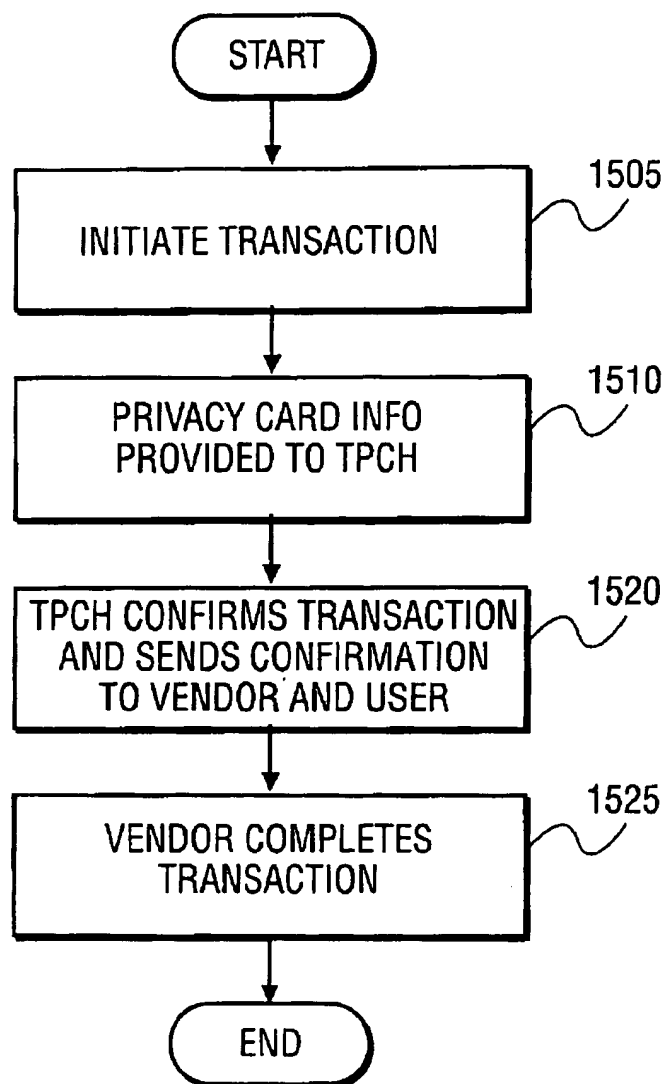 START
1505
INITIATE TRANSACTION
1510
PRIVACY CARD INFO
PROVIDED TO TPCH
1520
TPCH CONFIRMS TRANSACTION
AND SENDS CONFIRMATION
TO VENDOR AND USER
1525
VENDOR COMPLETES
TRANSACTION
END